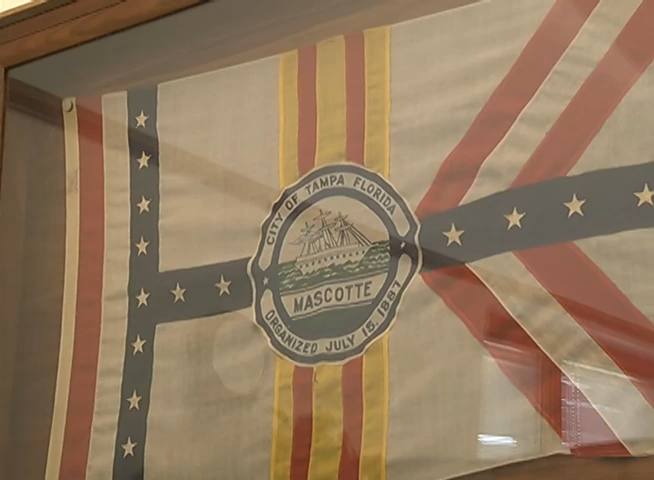 CITY OF TAMPA FLORIDA
MASCOTTE
ORGANIZED JULY 15, 1887